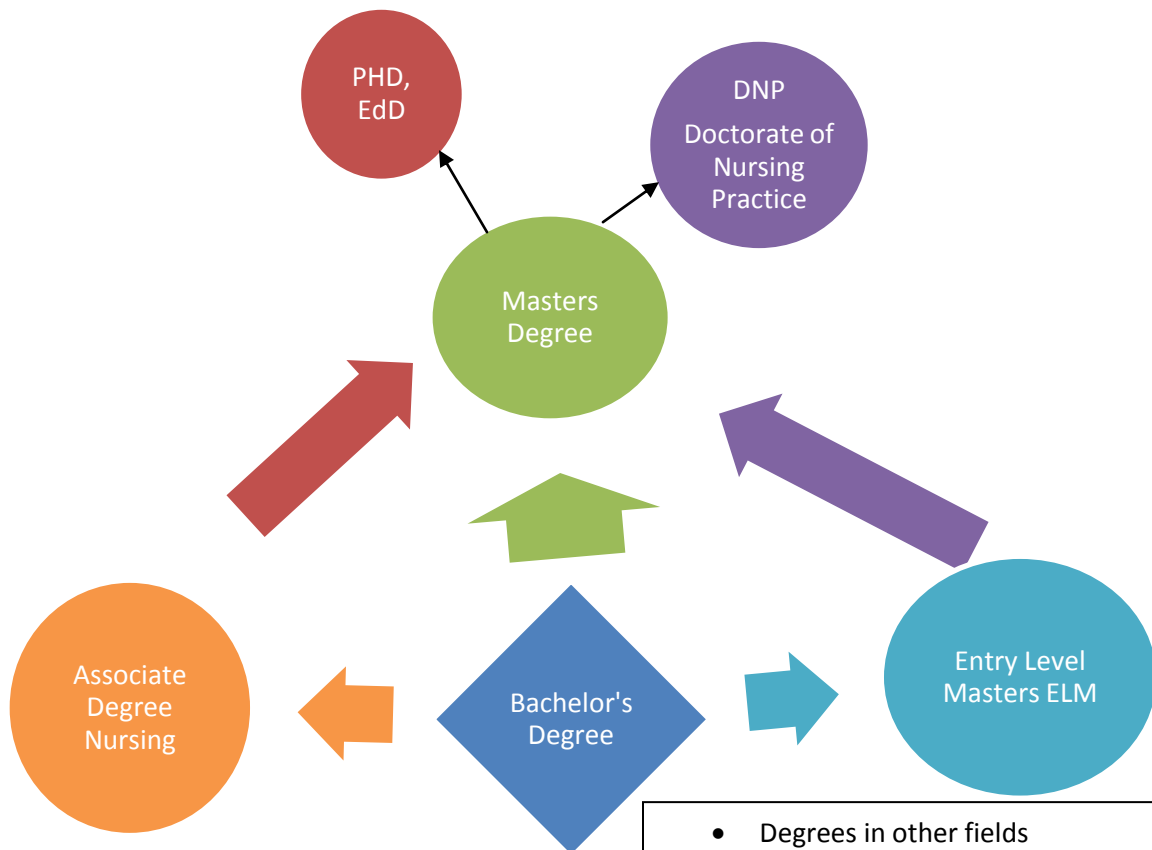 PHD,
EdD
DNP
Doctorate of
Nursing
Practice
Masters
Degree
Associate
Degree
Nursing
Bachelor's
Degree
Entry Level
Masters ELM
• Degrees in other fields